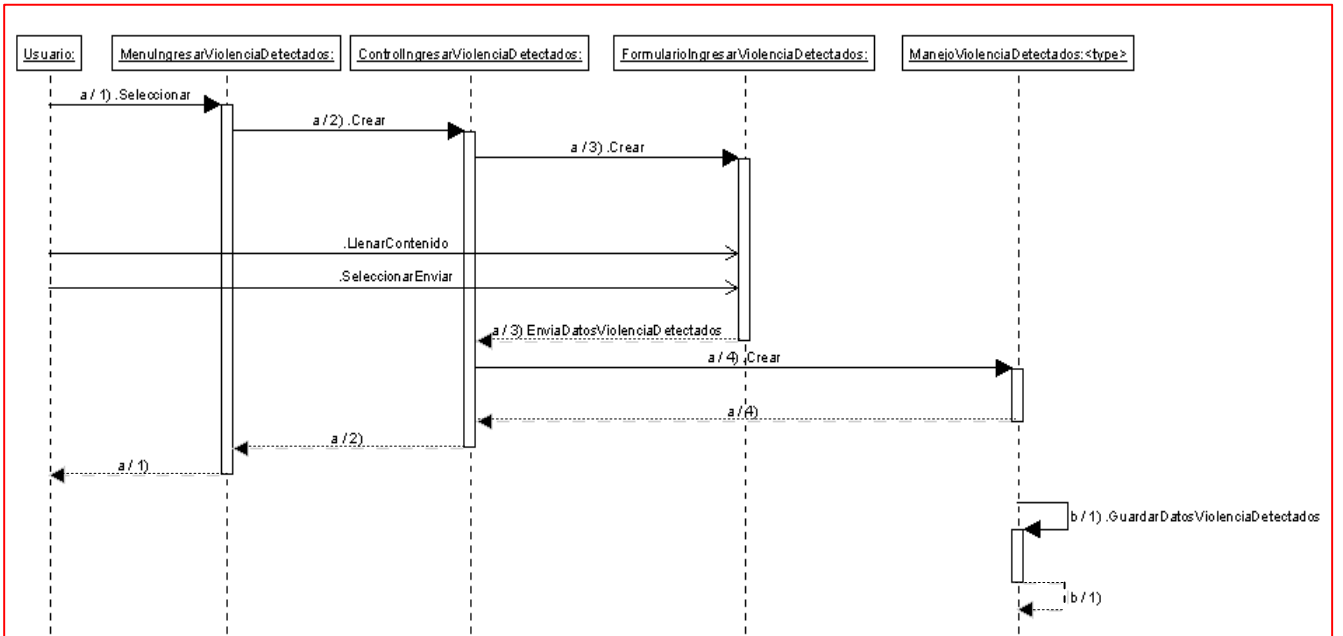 Usuario:
MenuIngresarViolenciaDetectados:
ControlIngresarViolenciaDetectados:
FormularioIngresarViolenciaDetectados:
ManejoViolenciaDetectados:<type>
a / 1) .Seleccionar
a / 2) .Crear
a / 3) .Crear
.LlenarContenido
.SeleccionarEnviar
a / 3) EnviaDatosViolenciaDetectados
a / 4) .Crear
a / 4)
a / 2)
a / 1)
b / 1) .GuardarDatosViolenciaDetectados
b / 1)